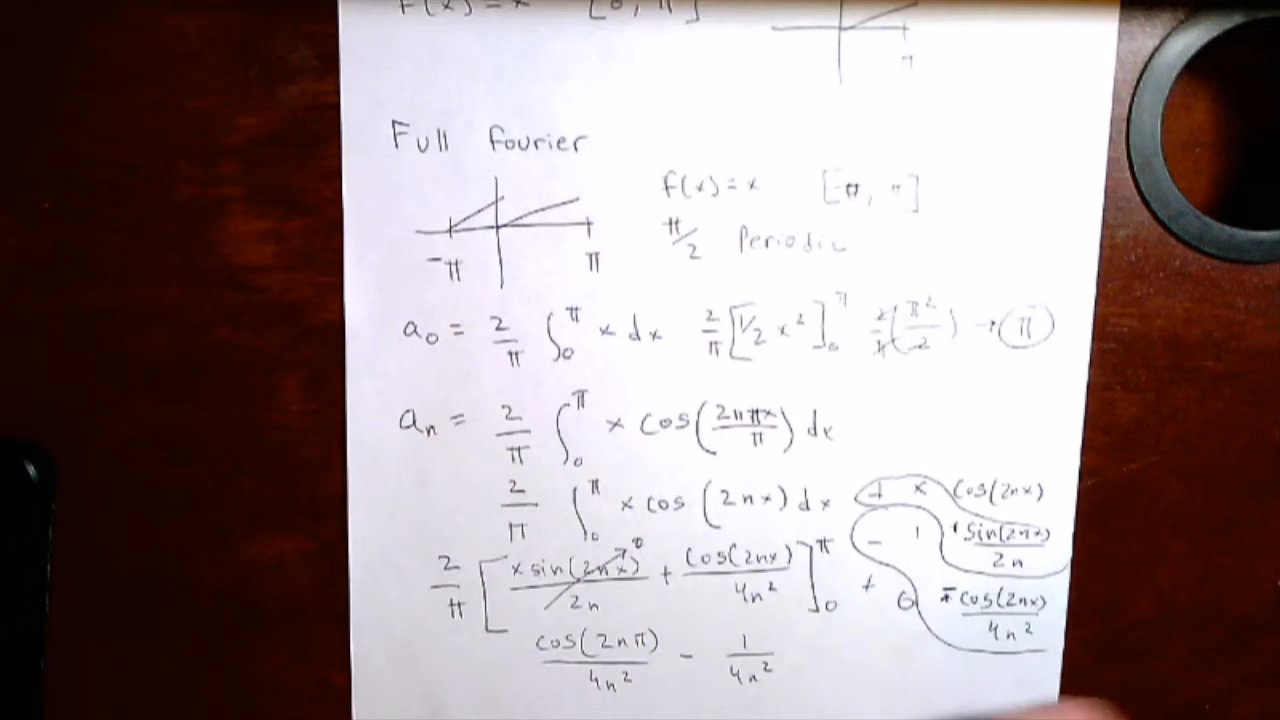 F(x) = x [0, π]
π
Full fourier
f(x) = x [-π, π]
π/2 Periodic
-π π
a₀ = 2/π ∫₀^π x dx 2/π [1/2 x²]₀^π 2/π (π²/2) → π
aₙ = 2/π ∫₀^π x cos(2nπx/π) dx
2/π ∫₀^π x cos (2nx) dx
+ x cos(2nx)
- 1 sin(2nx)/2n
+ 0 -cos(2nx)/4n²
2/π [x sin(2nx)/2n → 0 + cos(2nx)/4n²]₀^π
cos(2nπ)/4n² - 1/4n²